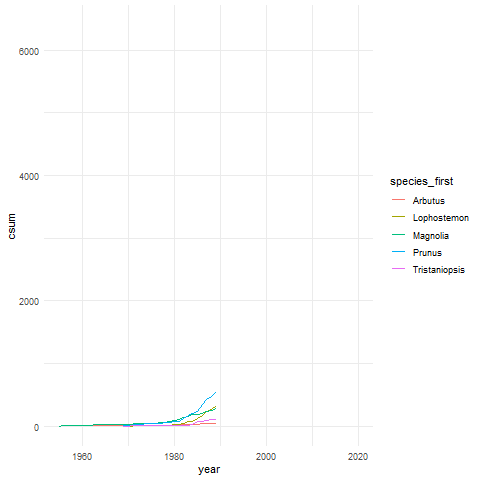 6000
4000
2000
0
csum
1960
1980
2000
2020
year
species_first
Arbutus
Lophostemon
Magnolia
Prunus
Tristaniopsis